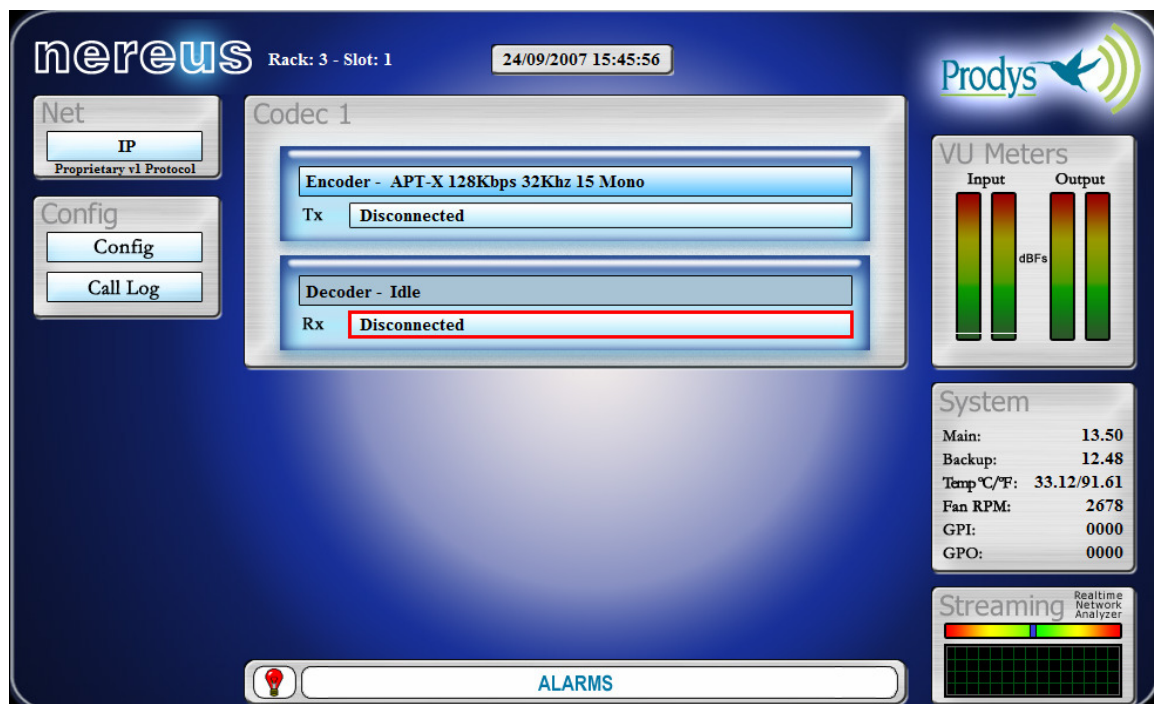 nereus Rack: 3 - Slot: 1 24/09/2007 15:45:56
Prodys
Net
IP
Proprietary v1 Protocol
Config
Config
Call Log
Codec 1
Encoder - APT-X 128Kbps 32Khz 15 Mono
Tx Disconnected
Decoder - Idle
Rx Disconnected
VU Meters
Input Output
dBFs
System
Main: 13.50
Backup: 12.48
Temp °C/°F: 33.12/91.61
Fan RPM: 2678
GPI: 0000
GPO: 0000
Streaming Realtime
Network
Analyzer
ALARMS